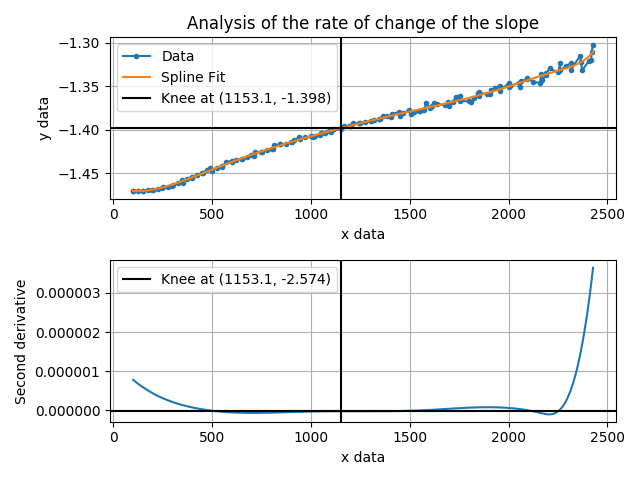 Analysis of the rate of change of the slope
−1.30
−1.35
−1.40
−1.45
y data
Data
Spline Fit
Knee at (1153.1, -1.398)
0
500
1000
1500
2000
2500
x data
0.000003
0.000002
0.000001
0.000000
Second derivative
Knee at (1153.1, -2.574)
0
500
1000
1500
2000
2500
x data